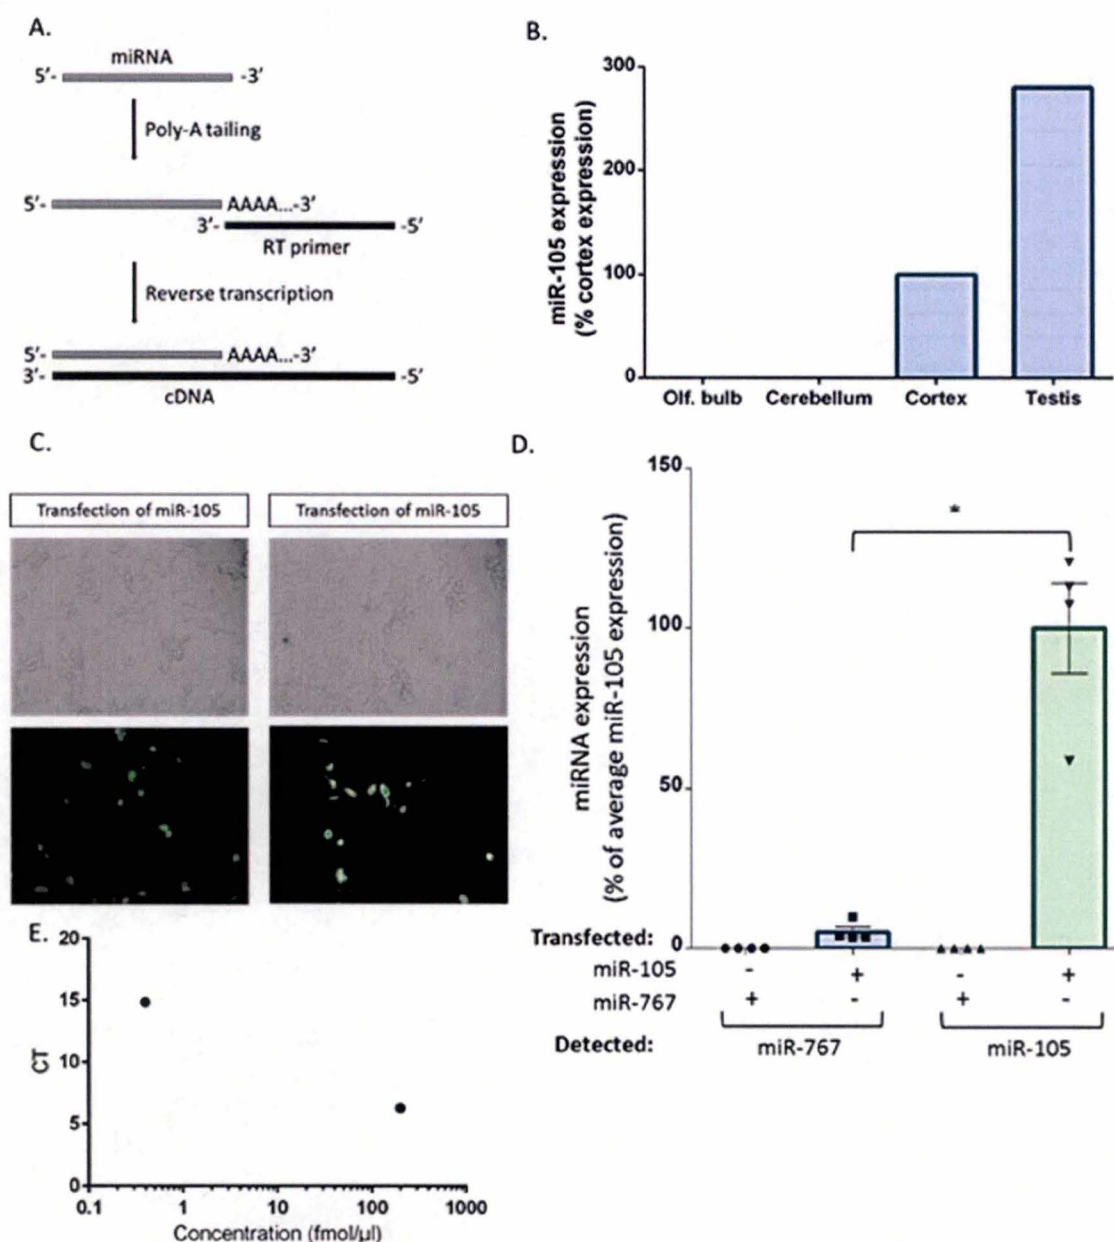 A.
miRNA
5'- -3'
Poly-A tailing
5'- AAAA...-3'
3'- -5'
RT primer
Reverse transcription
5'- AAAA...-3'
3'- -5'
cDNA
B.
miR-105 expression
(% cortex expression)
300
200
100
0
Olf. bulb Cerebellum Cortex Testis
C.
Transfection of miR-105 Transfection of miR-105
D.
miRNA expression
(% of average miR-105 expression)
150
100
50
0
*
Transfected:
miR-105 - + - +
miR-767 + - + -
Detected: miR-767 miR-105
E.
CT
20
15
10
5
0
0.1 1 10 100 1000
Concentration (fmol/µl)